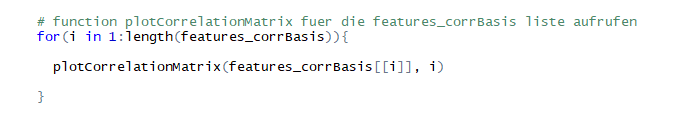 # function plotCorrelationMatrix fuer die features_corrBasis liste aufrufen
for(i in 1:length(features_corrBasis)){
plotCorrelationMatrix(features_corrBasis[[i]], i)
}